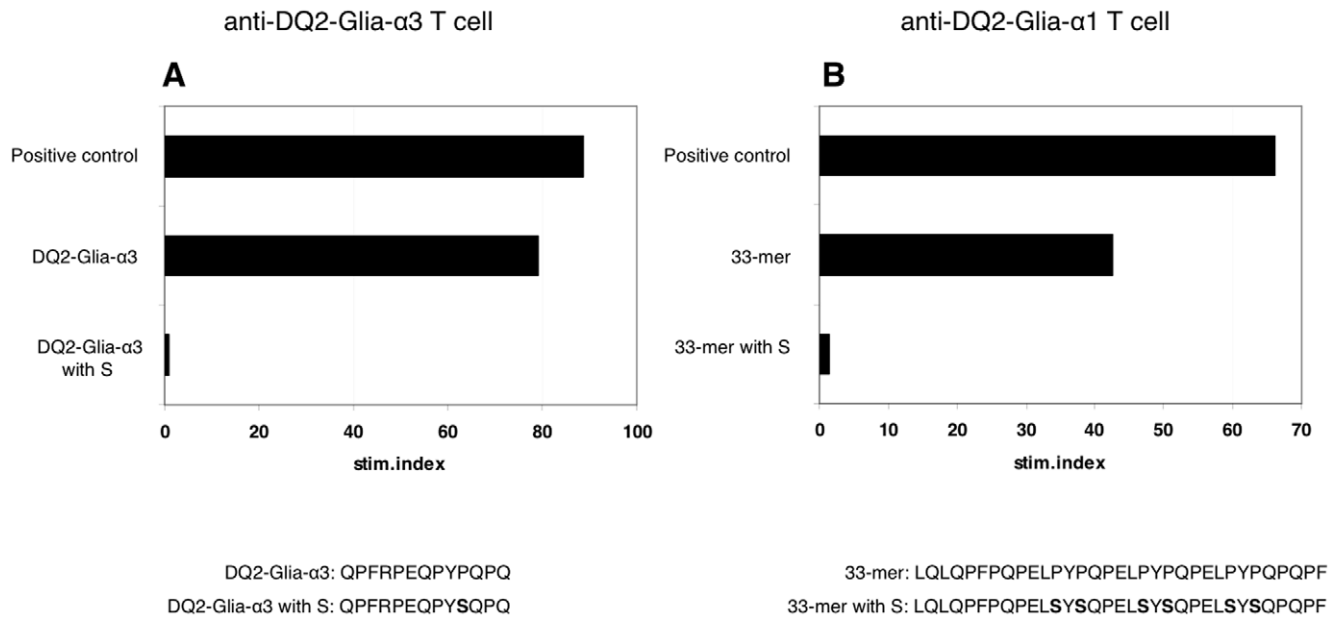 anti-DQ2-Glia-α3 T cell
A
Positive control
DQ2-Glia-α3
DQ2-Glia-α3
with S
0 20 40 60 80 100
stim.index
DQ2-Glia-α3: QPFRPEQPYPQPQ
DQ2-Glia-α3 with S: QPFRPEQPYSQPQ
anti-DQ2-Glia-α1 T cell
B
Positive control
33-mer
33-mer with S
0 10 20 30 40 50 60 70
stim.index
33-mer: LQLQPFPQPELPYPQPELPYPQPELPYPQPQPF
33-mer with S: LQLQPFPQPELSYSQPELSYSQPELSYSQPQPF